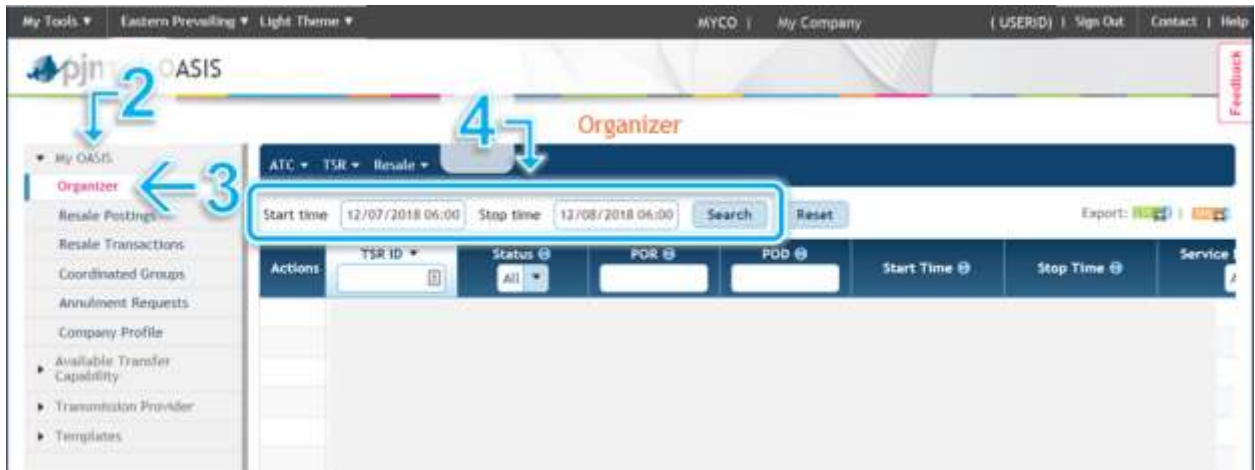 My Tools ▼ Eastern Prevailing ▼ Light Theme ▼ MYCO | My Company (USERID) | Sign Out Contact | Help
pjm OASIS
Feedback
2
4
Organizer
My OASIS
ATC TSR Resale
Organizer
3
Start time 12/07/2018 06:00 Stop time 12/08/2018 06:00 Search Reset Export:
Resale Postings
Resale Transactions
Actions TSR ID Status POR POD Start Time Stop Time Service
All
Coordinated Groups
Annulment Requests
Company Profile
Available Transfer
Capability
Transmission Provider
Templates